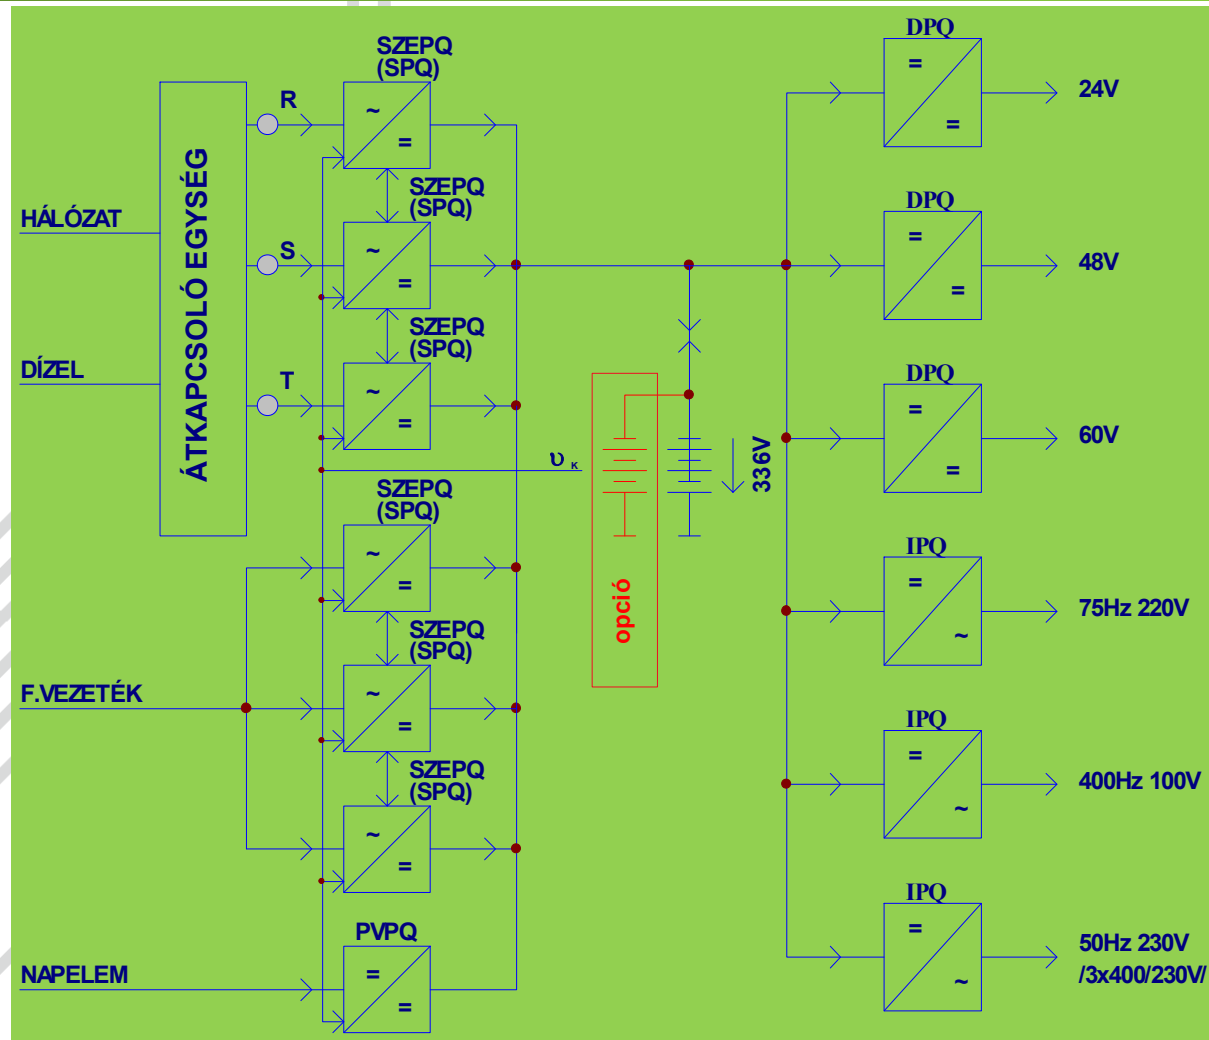 SZEPQ
(SPQ)
R
HÁLÓZAT
DÍZEL
ÁTKAPCSOLÓ EGYSÉG
~
=
SZEPQ
(SPQ)
S
~
=
SZEPQ
(SPQ)
T
~
=
υ K
SZEPQ
(SPQ)
~
=
SZEPQ
(SPQ)
F.VEZETÉK
~
=
SZEPQ
(SPQ)
~
=
PVPQ
NAPELEM
=
=
opció
336V
DPQ
=
=
24V
DPQ
=
=
48V
DPQ
=
=
60V
IPQ
=
~
75Hz 220V
IPQ
=
~
400Hz 100V
IPQ
=
~
50Hz 230V
/3x400/230V/